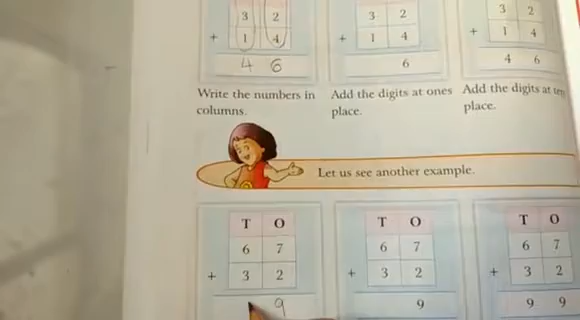 3 2 3 2 3 2
+ 1 4 + 1 4 + 1 4
4 6 6 4 6
Write the numbers in columns.
Add the digits at ones place.
Add the digits at ten place.
Let us see another example.
T O T O T O
6 7 6 7 6 7
+ 3 2 + 3 2 + 3 2
9 9 9 9